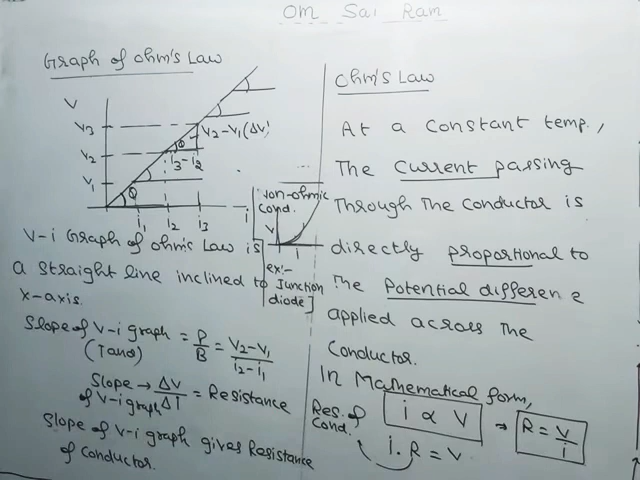 OM Sai Ram
Graph of ohm's Law
V
V3
V2
V1
θ
θ
V2-V1(ΔV)
i3-i2
i1 i2 i3 i
V-i Graph of ohm's Law is
a straight line inclined to
x-axis.
Slope of V-i graph = P/B = V2-V1/i2-i1
(Tanθ)
Slope → ΔV/ΔI = Resistance
of V-i graph
Slope of V-i graph gives Resistance
of conductor.
[non-ohmic
cond.
V
i
ex:-
Junction
diode]
Ohm's Law
At a constant temp.,
The current passing
Through The conductor is
directly proportional to
The Potential differen e
applied across The
conductor.
In Mathematical form,
i ∝ V → R = V/i
Res. of
Cond.
i. R = V